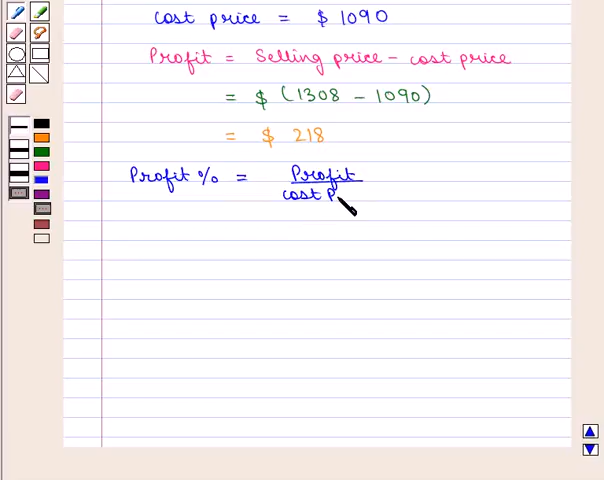 cost price = $ 1090
Profit = Selling price - cost price
= $ (1308 - 1090)
= $ 218
Profit % = Profit
cost P